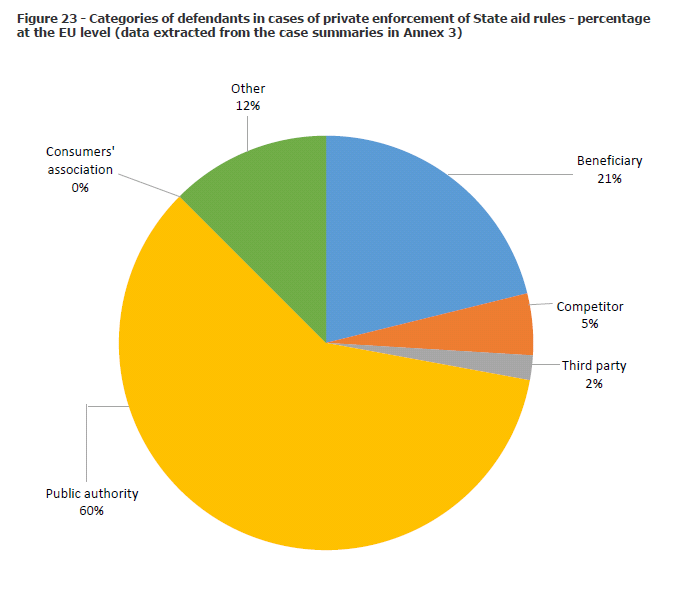 Figure 23 - Categories of defendants in cases of private enforcement of State aid rules - percentage
at the EU level (data extracted from the case summaries in Annex 3)
Other
12%
Consumers'
association
0%
Beneficiary
21%
Competitor
5%
Third party
2%
Public authority
60%